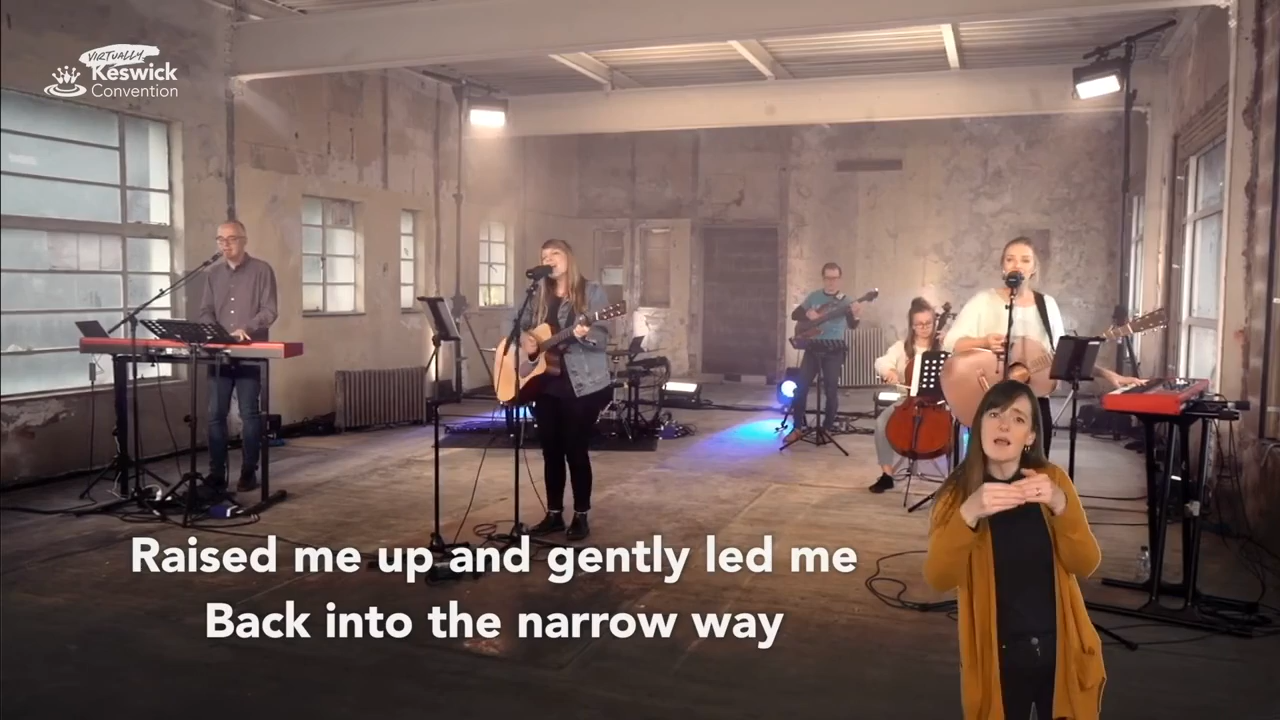 VIRTUALLY
Keswick
Convention
Raised me up and gently led me
Back into the narrow way